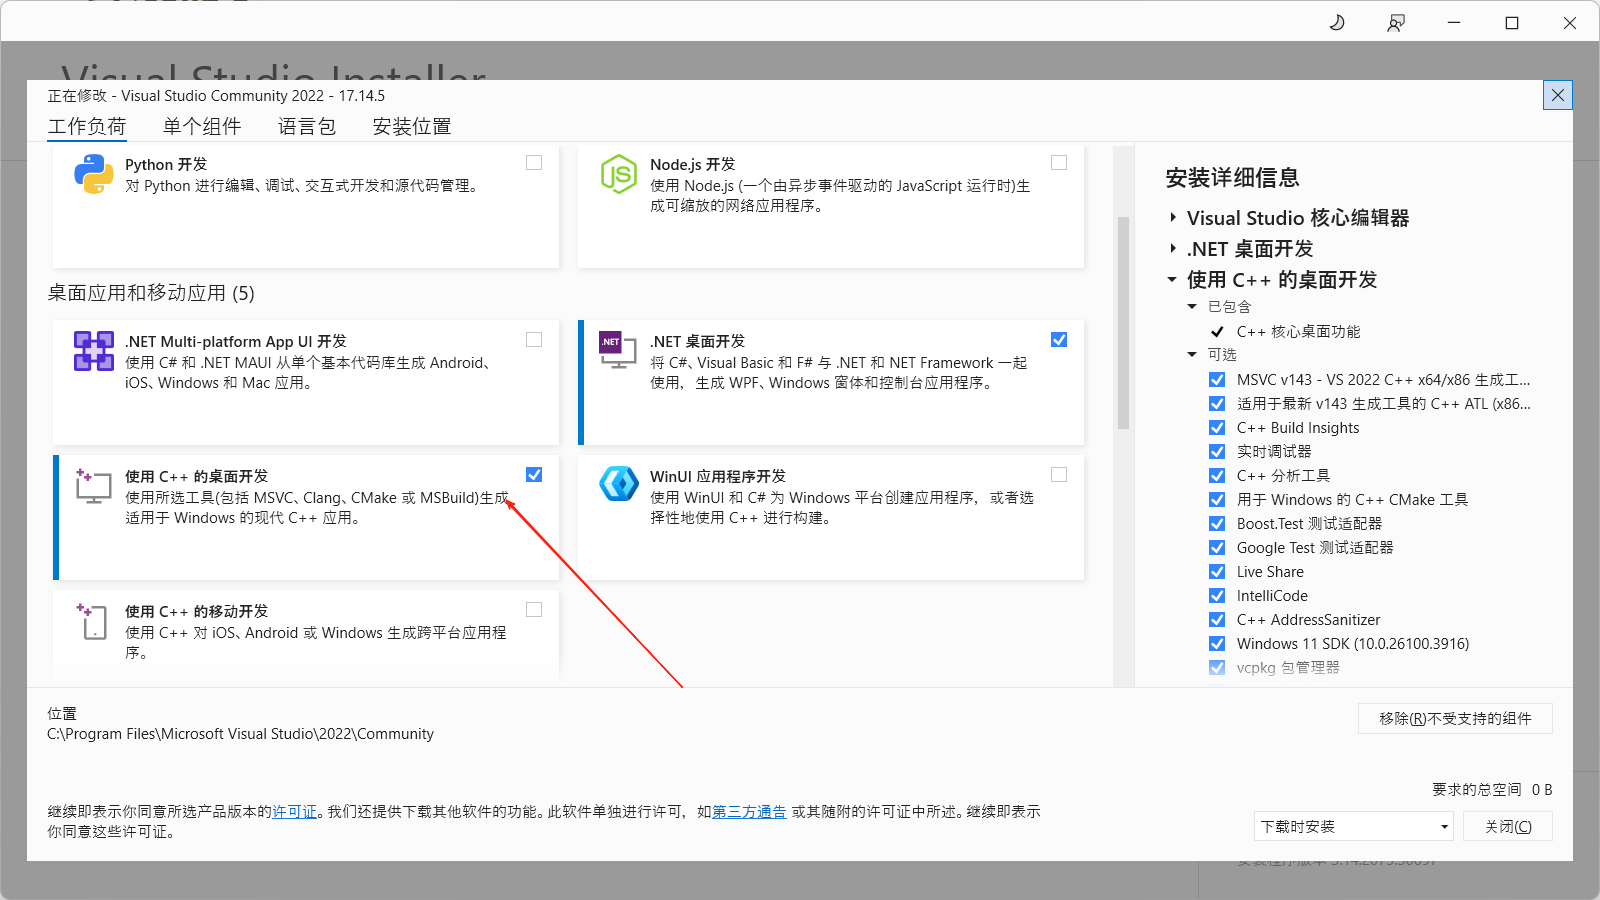 Visual Studio Installer
正在修改 - Visual Studio Community 2022 - 17.14.5
工作负荷
单个组件
语言包
安装位置
Python 开发
对 Python 进行编辑、调试、交互式开发和源代码管理。
Node.js 开发
使用 Node.js (一个由异步事件驱动的 JavaScript 运行时)生
成可缩放的网络应用程序。
桌面应用和移动应用 (5)
.NET Multi-platform App UI 开发
使用 C# 和 .NET MAUI 从单个基本代码库生成 Android、
iOS、Windows 和 Mac 应用。
.NET
.NET 桌面开发
将 C#、Visual Basic 和 F# 与 .NET 和 NET Framework 一起
使用，生成 WPF、Windows 窗体和控制台应用程序。
使用 C++ 的桌面开发
使用所选工具(包括 MSVC、Clang、CMake 或 MSBuild)生成
适用于 Windows 的现代 C++ 应用。
WinUI 应用程序开发
使用 WinUI 和 C# 为 Windows 平台创建应用程序，或者选
择性地使用 C++ 进行构建。
使用 C++ 的移动开发
使用 C++ 对 iOS、Android 或 Windows 生成跨平台应用程
序。
安装详细信息
Visual Studio 核心编辑器
.NET 桌面开发
使用 C++ 的桌面开发
已包含
C++ 核心桌面功能
可选
MSVC v143 - VS 2022 C++ x64/x86 生成工...
适用于最新 v143 生成工具的 C++ ATL (x86...
C++ Build Insights
实时调试器
C++ 分析工具
用于 Windows 的 C++ CMake 工具
Boost.Test 测试适配器
Google Test 测试适配器
Live Share
IntelliCode
C++ AddressSanitizer
Windows 11 SDK (10.0.26100.3916)
vcpkg 包管理器
位置
C:\Program Files\Microsoft Visual Studio\2022\Community
移除(R)不受支持的组件
要求的总空间 0 B
继续即表示你同意所选产品版本的许可证。我们还提供下载其他软件的功能。此软件单独进行许可，如第三方通告 或其随附的许可证中所述。继续即表示
你同意这些许可证。
下载时安装
关闭(C)